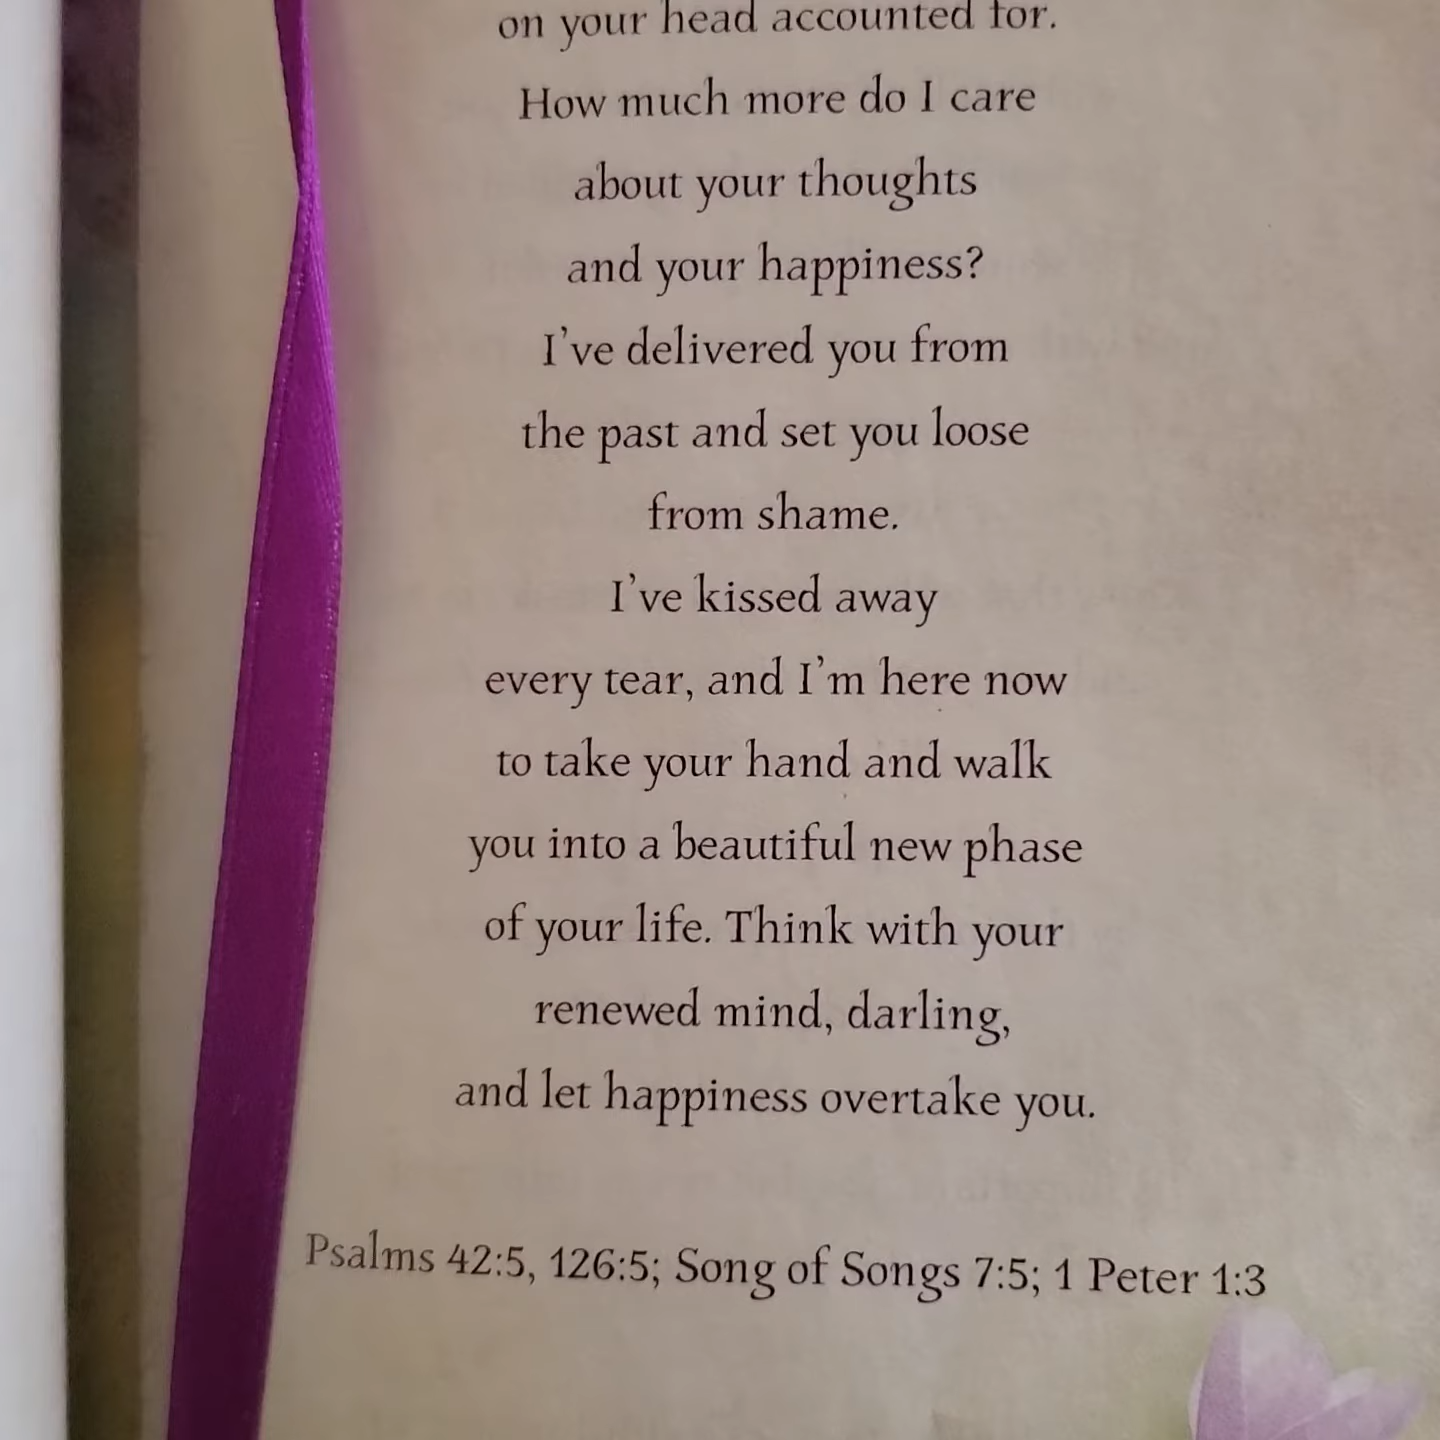 on your head accounted for.
How much more do I care
about your thoughts
and your happiness?
I've delivered you from
the past and set you loose
from shame.
I've kissed away
every tear, and I'm here now
to take your hand and walk
you into a beautiful new phase
of your life. Think with your
renewed mind, darling,
and let happiness overtake you.
Psalms 42:5, 126:5; Song of Songs 7:5; 1 Peter 1:3